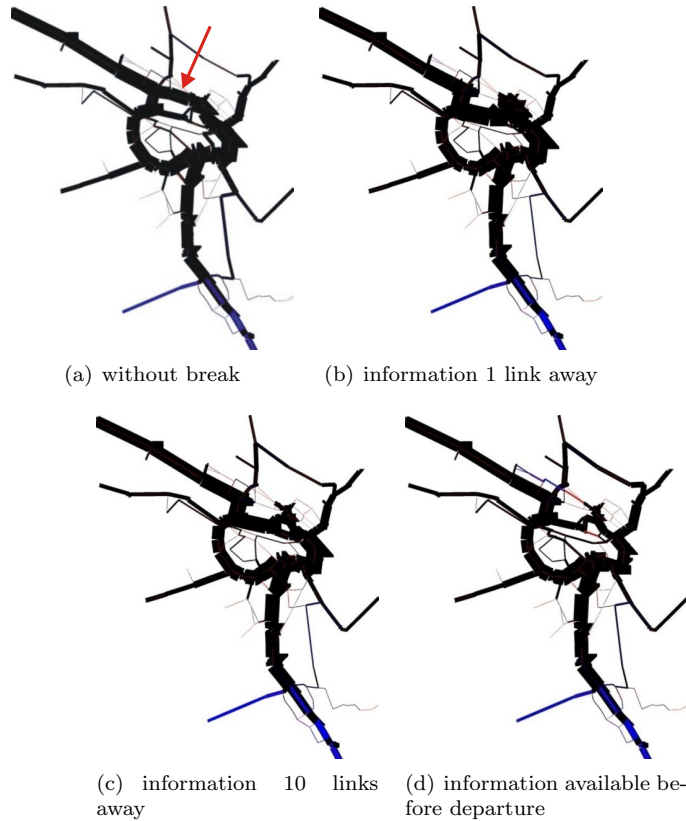 (a) without break
(b) information 1 link away
(c) information 10 links
away
(d) information available be-
fore departure